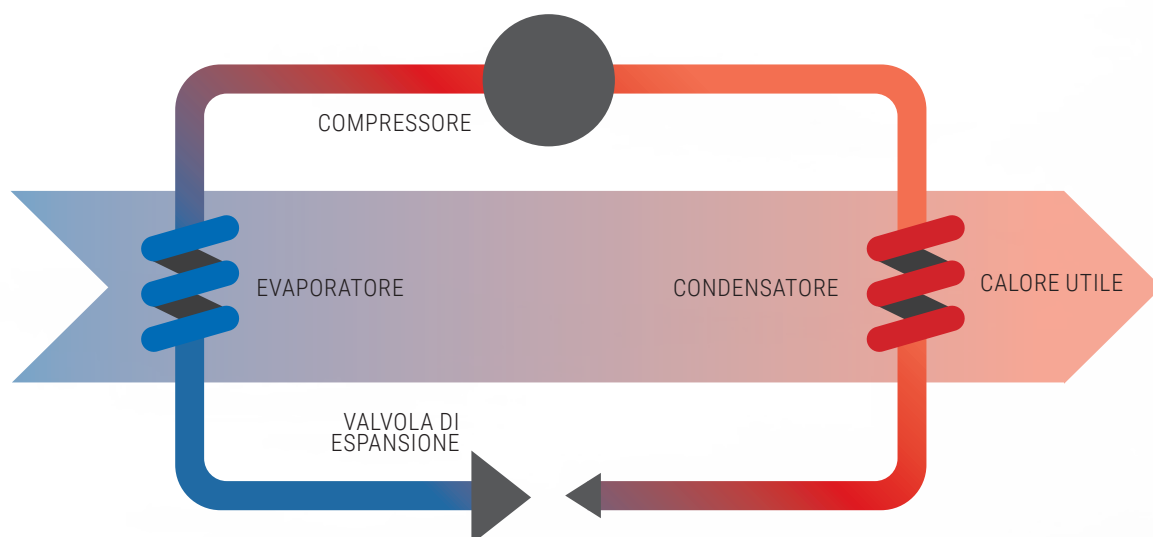 COMPRESSORE
EVAPORATORE
CONDENSATORE
CALORE UTILE
VALVOLA DI
ESPANSIONE